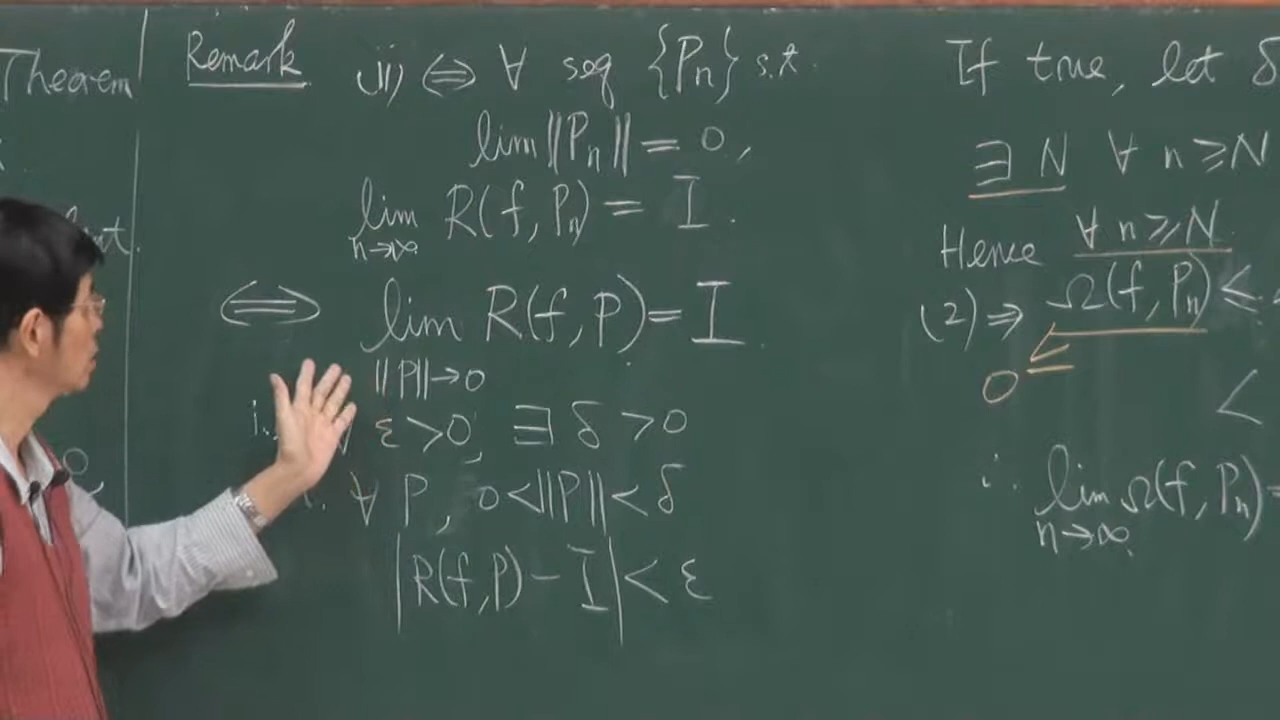 Theorem
Remark iii) ⟺ ∀ seq {Pₙ} s.t.
lim ||Pₙ|| = 0,
lim R(f, Pₙ) = I.
n→∞
⟺ lim R(f, P) = I.
||P||→0
ε > 0, ∃ δ > 0
∀ P, 0 < ||P|| < δ
|R(f, P) − I| < ε
If true, let δ
∃ N ∀ n ≥ N
Hence ∀ n ≥ N
(2) ⇒ Ω(f, Pₙ) ≤
0
<
∴ lim Ω(f, Pₙ) =
n→∞